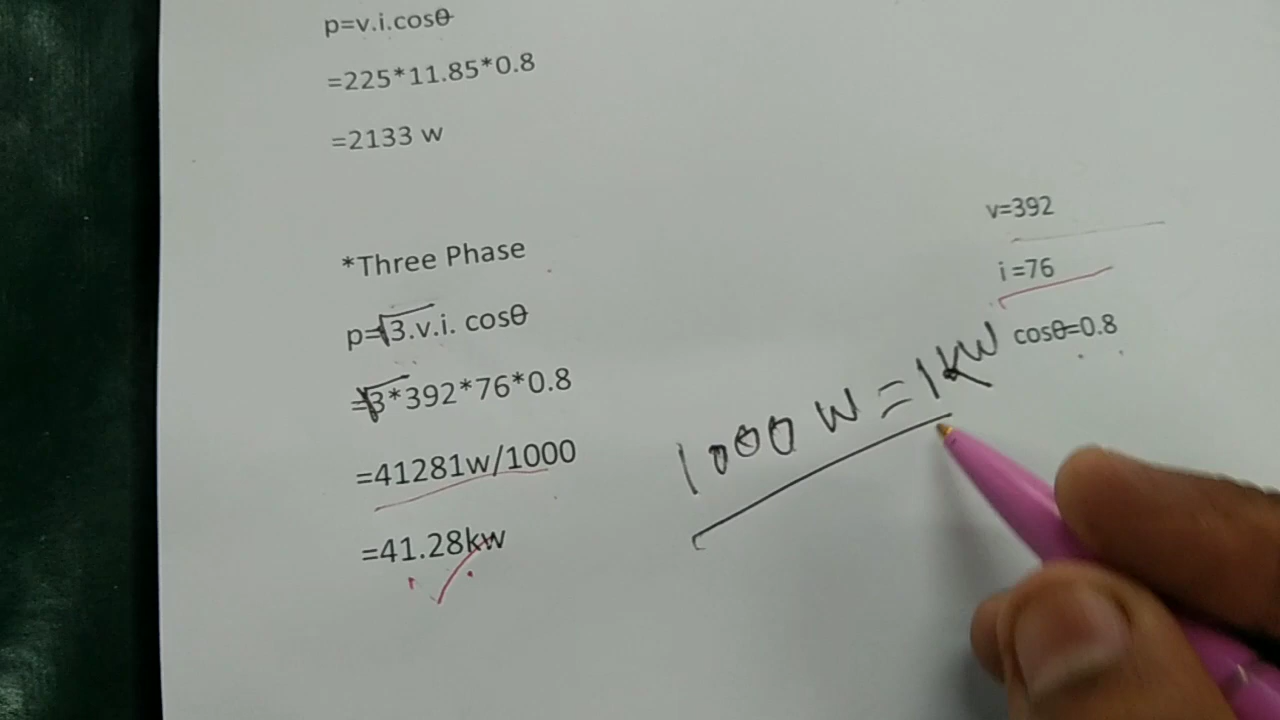 p=v.i.cosθ
=225*11.85*0.8
=2133 w
*Three Phase
p=√3.v.i. cosθ
=√3*392*76*0.8
=41281w/1000
=41.28kw
v=392
i =76
cosθ=0.8
1000 W = 1KW